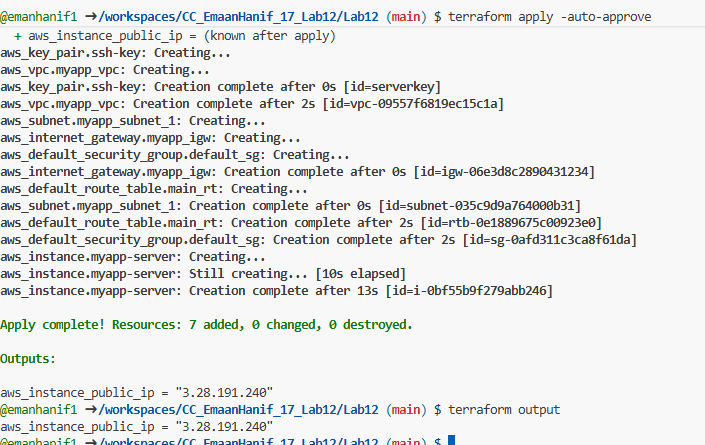 @emanhanif1 ➜/workspaces/CC_EmaanHanif_17_Lab12/Lab12 (main) $ terraform apply -auto-approve
+ aws_instance_public_ip = (known after apply)
aws_key_pair.ssh-key: Creating...
aws_vpc.myapp_vpc: Creating...
aws_key_pair.ssh-key: Creation complete after 0s [id=serverkey]
aws_vpc.myapp_vpc: Creation complete after 2s [id=vpc-09557f6819ec15c1a]
aws_subnet.myapp_subnet_1: Creating...
aws_internet_gateway.myapp_igw: Creating...
aws_default_security_group.default_sg: Creating...
aws_internet_gateway.myapp_igw: Creation complete after 0s [id=igw-06e3d8c2890431234]
aws_default_route_table.main_rt: Creating...
aws_subnet.myapp_subnet_1: Creation complete after 0s [id=subnet-035c9d9a764000b31]
aws_default_route_table.main_rt: Creation complete after 2s [id=rtb-0e1889675c00923e0]
aws_default_security_group.default_sg: Creation complete after 2s [id=sg-0afd311c3ca8f61da]
aws_instance.myapp-server: Creating...
aws_instance.myapp-server: Still creating... [10s elapsed]
aws_instance.myapp-server: Creation complete after 13s [id=i-0bf55b9f279abb246]
Apply complete! Resources: 7 added, 0 changed, 0 destroyed.
Outputs:
aws_instance_public_ip = "3.28.191.240"
@emanhanif1 ➜/workspaces/CC_EmaanHanif_17_Lab12/Lab12 (main) $ terraform output
aws_instance_public_ip = "3.28.191.240"
@emanhanif1 ➜/workspaces/CC_EmaanHanif_17_Lab12/Lab12 (main) $